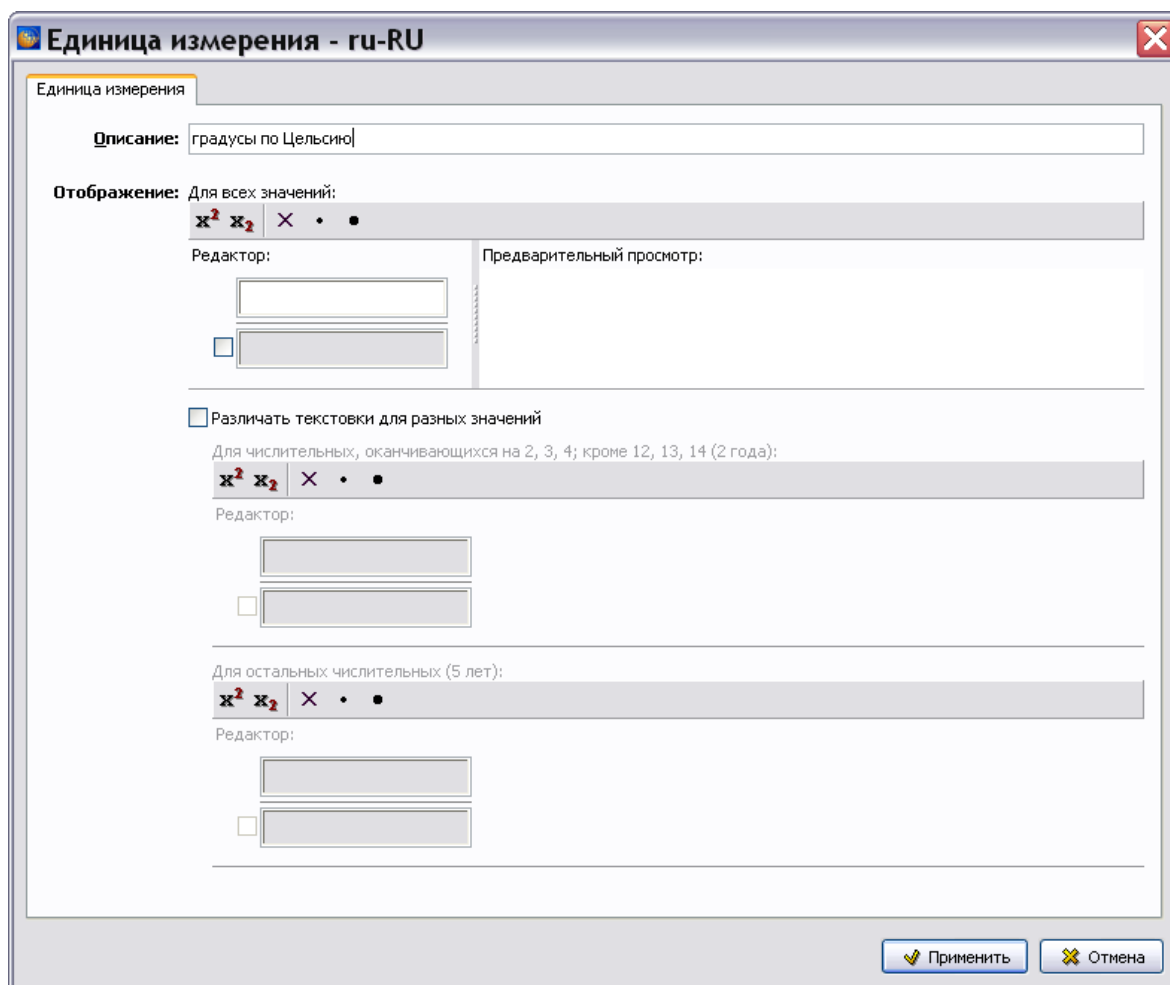 Единица измерения - ru-RU
Единица измерения
Описание: градусы по Цельсию
Отображение: Для всех значений:
x² x₂ × · •
Редактор: Предварительный просмотр:
Различать текстовки для разных значений
Для числительных, оканчивающихся на 2, 3, 4; кроме 12, 13, 14 (2 года):
x² x₂ × · •
Редактор:
Для остальных числительных (5 лет):
x² x₂ × · •
Редактор:
Применить Отмена